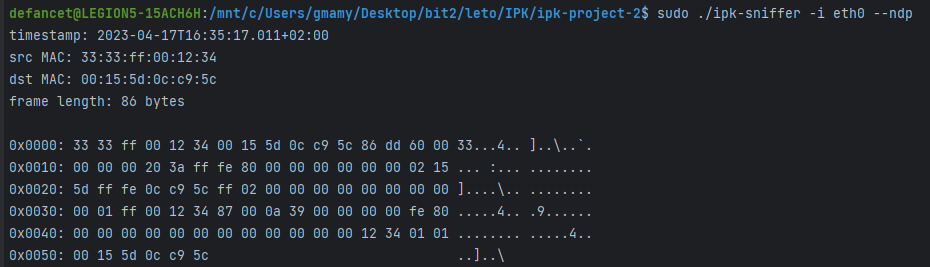 defancet@LEGION5-15ACH6H:/mnt/c/Users/gmamy/Desktop/bit2/leto/IPK/ipk-project-2$ sudo ./ipk-sniffer -i eth0 --ndp
timestamp: 2023-04-17T16:35:17.011+02:00
src MAC: 33:33:ff:00:12:34
dst MAC: 00:15:5d:0c:c9:5c
frame length: 86 bytes

0x0000: 33 33 ff 00 12 34 00 15 5d 0c c9 5c 86 dd 60 00 33...4.. ]..\..`.
0x0010: 00 00 00 20 3a ff fe 80 00 00 00 00 00 00 02 15 ... :... ........
0x0020: 5d ff fe 0c c9 5c ff 02 00 00 00 00 00 00 00 00 ]....\.. ........
0x0030: 00 01 ff 00 12 34 87 00 0a 39 00 00 00 00 fe 80 .....4.. .9......
0x0040: 00 00 00 00 00 00 00 00 00 00 00 00 12 34 01 01 ........ .....4..
0x0050: 00 15 5d 0c c9 5c ..]..\